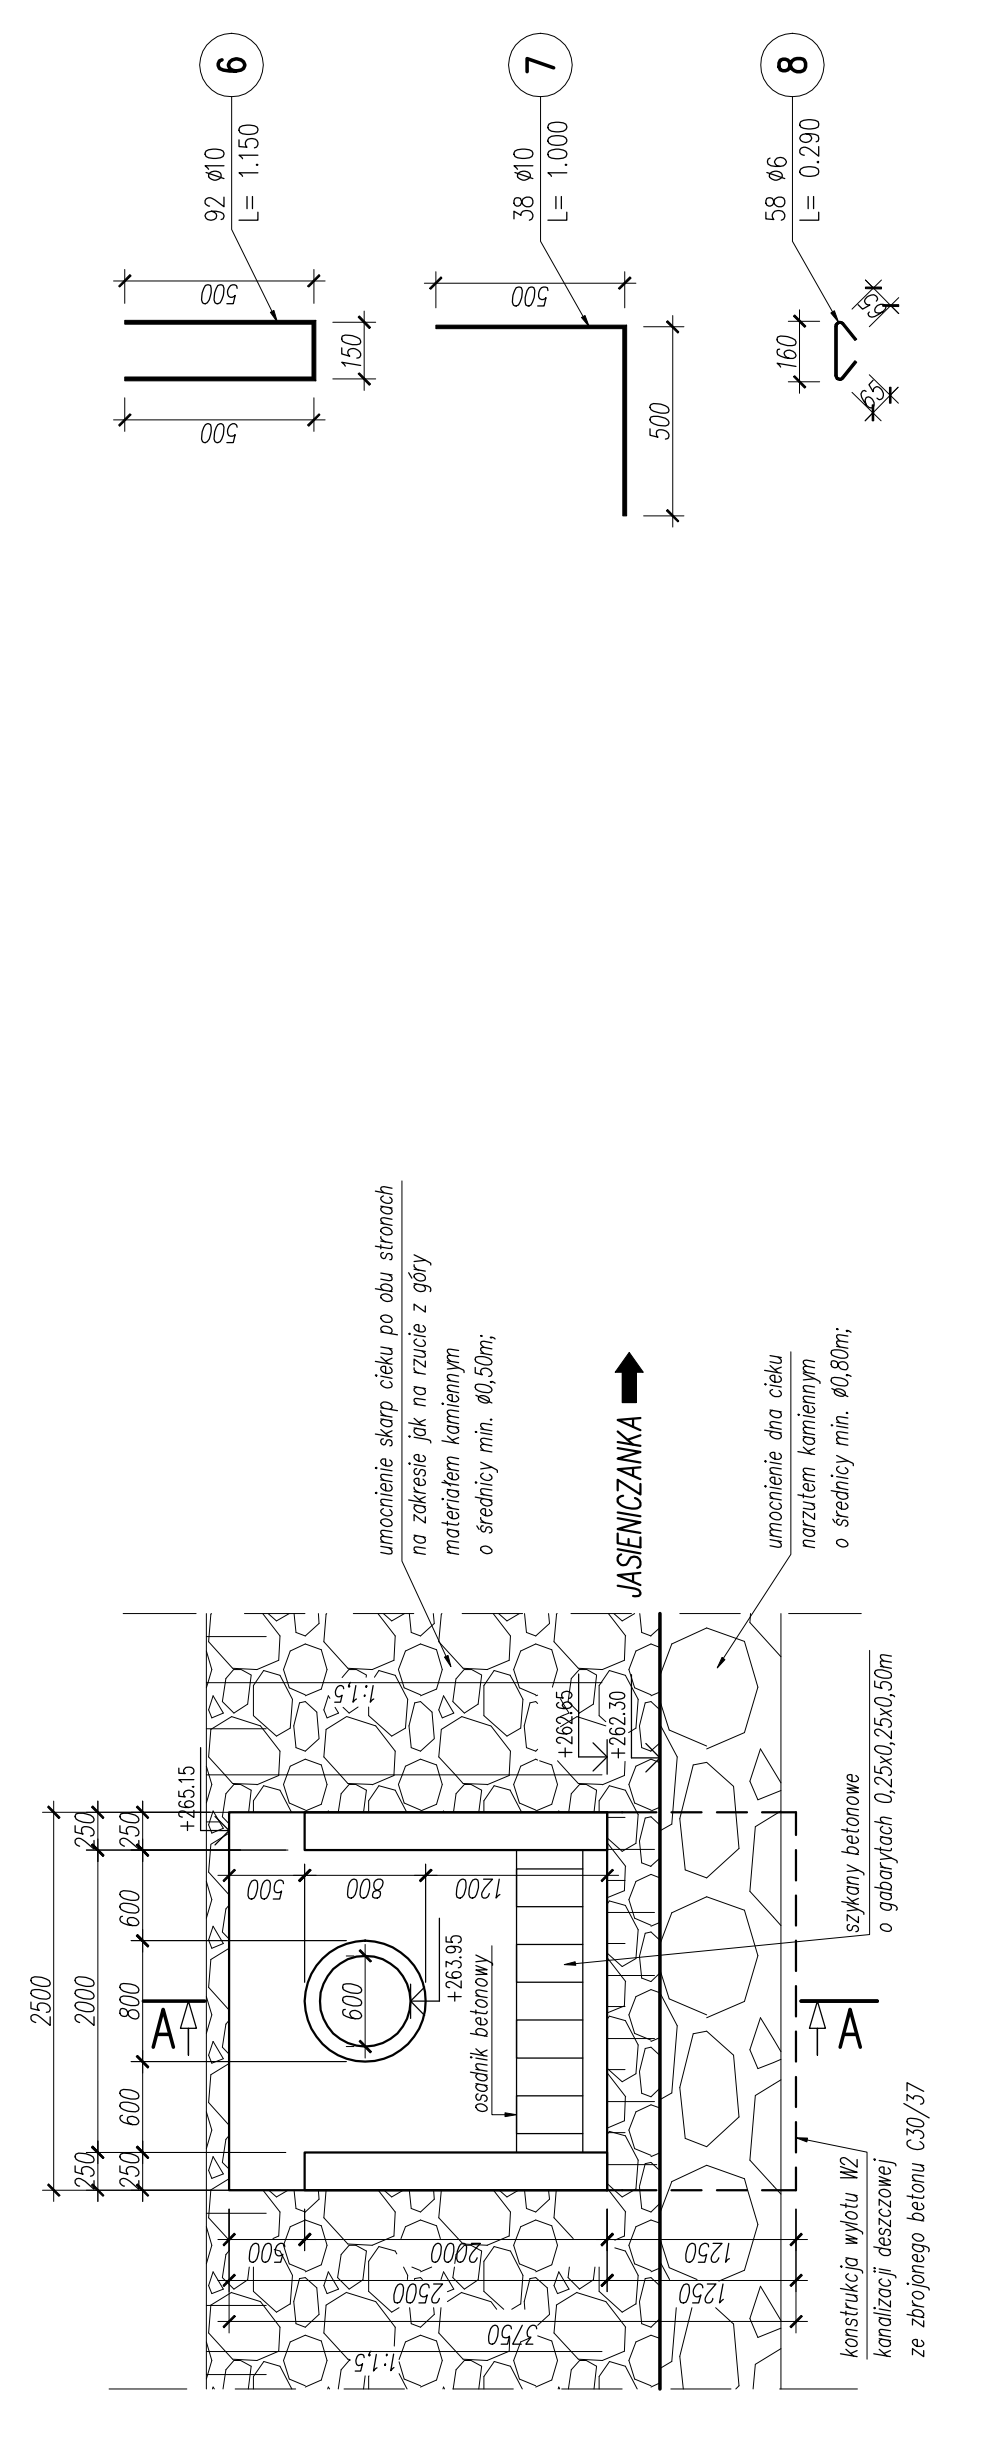 6
92 ø10
L= 1.150
500
150
500
7
38 ø10
L= 1.000
500
500
8
58 ø6
L= 0.290
160
65
65
umocnienie skarp cieku po obu stronach
na zakresie jak na rzucie z góry
materiałem kamiennym
o średnicy min. ø0,50m;
JASIENICZANKA
umocnienie dna cieku
narzutem kamiennym
o średnicy min. ø0,80m;
szykany betonowe
o gabarytach 0,25x0,25x0,50m
konstrukcja wylotu W2
kanalizacji deszczowej
ze zbrojonego betonu C30/37
osadnik betonowy
2500
250
2000
250
250
600
800
600
250
A
A
+265.15
+263.95
+262.65
+262.30
1:1,5
1:1,5
600
500
800
1200
500
2000
1250
2500
1250
3750